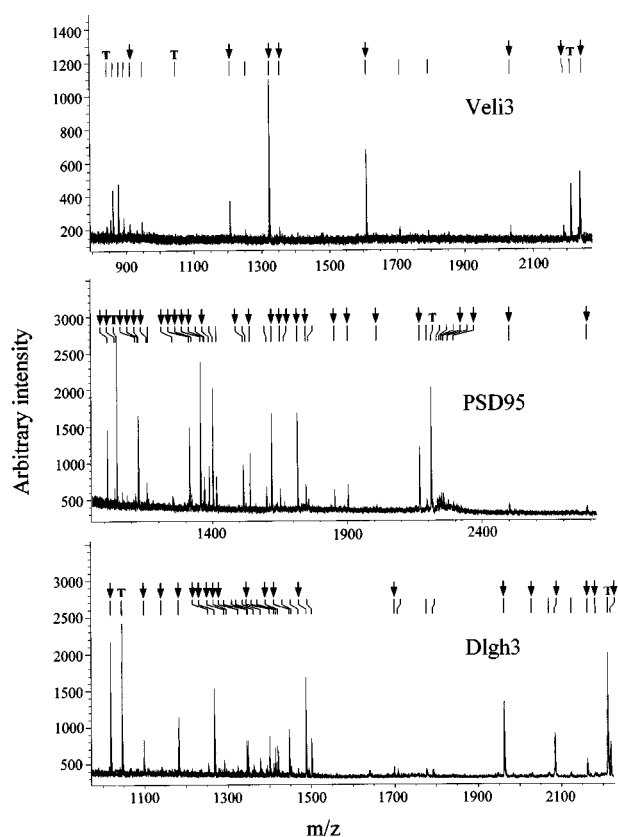 1400
T T
1200
Veli3
1000
800
600
400
200
900 1100 1300 1500 1700 1900 2100
3000 T T
2500
PSD95
2000
1500
1000
500
1400 1900 2400
Arbitrary intensity
3000 T T
2500
Dlgh3
2000
1500
1000
500
1100 1300 1500 1700 1900 2100
m/z